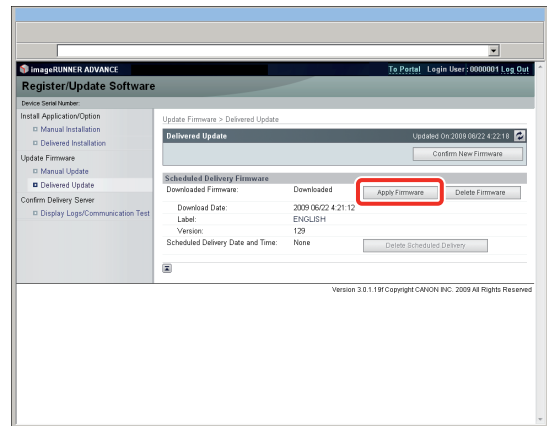 imageRUNNER ADVANCE To Portal Login User : 0000001 Log Out
Register/Update Software
Device Serial Number:
Install Application/Option
Manual Installation
Delivered Installation
Update Firmware
Manual Update
Delivered Update
Confirm Delivery Server
Display Logs/Communication Test
Update Firmware > Delivered Update
Delivered Update Updated On:2009 06/22 4:22:18
Confirm New Firmware
Scheduled Delivery Firmware
Downloaded Firmware: Downloaded Apply Firmware Delete Firmware
Download Date: 2009 06/22 4:21:12
Label: ENGLISH
Version: 129
Scheduled Delivery Date and Time: None Delete Scheduled Delivery
Version 3.0.1.19f Copyright CANON INC. 2009 All Rights Reserved